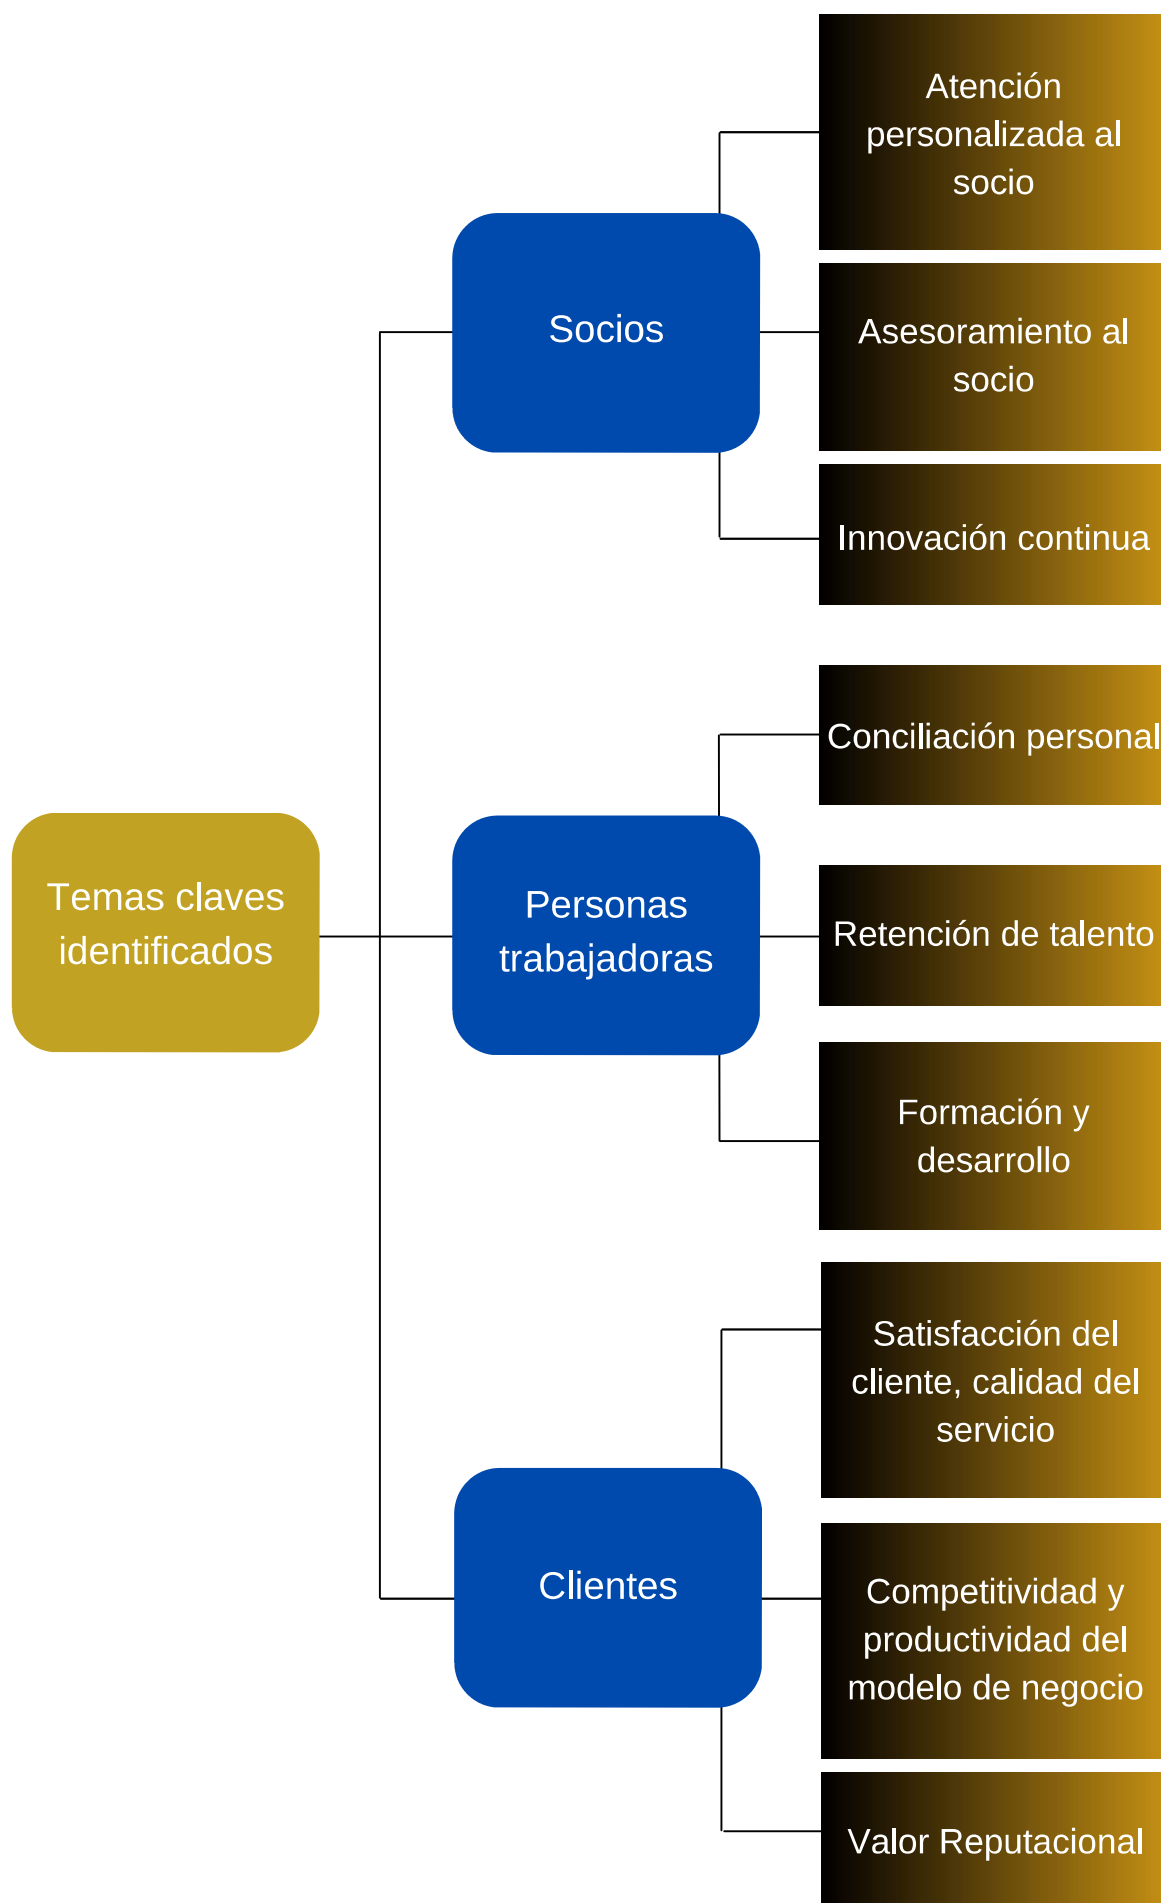 Temas claves
identificados
Socios
Atención
personalizada al
socio
Asesoramiento al
socio
Innovación continua
Personas
trabajadoras
Conciliación personal
Retención de talento
Formación y
desarrollo
Clientes
Satisfacción del
cliente, calidad del
servicio
Competitividad y
productividad del
modelo de negocio
Valor Reputacional